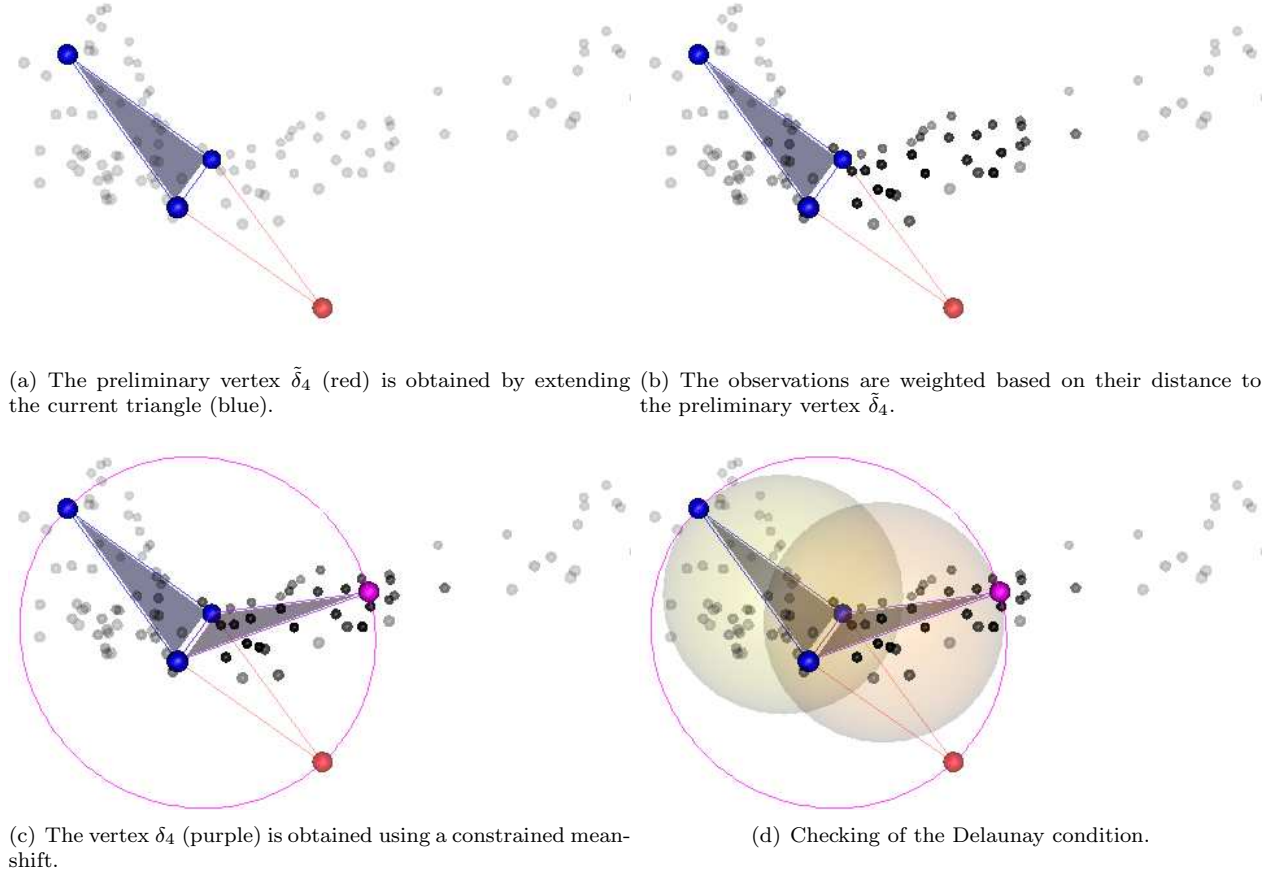 (a) The preliminary vertex δ̃₄ (red) is obtained by extending
the current triangle (blue).
(b) The observations are weighted based on their distance to
the preliminary vertex δ̃₄.
(c) The vertex δ₄ (purple) is obtained using a constrained mean-
shift.
(d) Checking of the Delaunay condition.